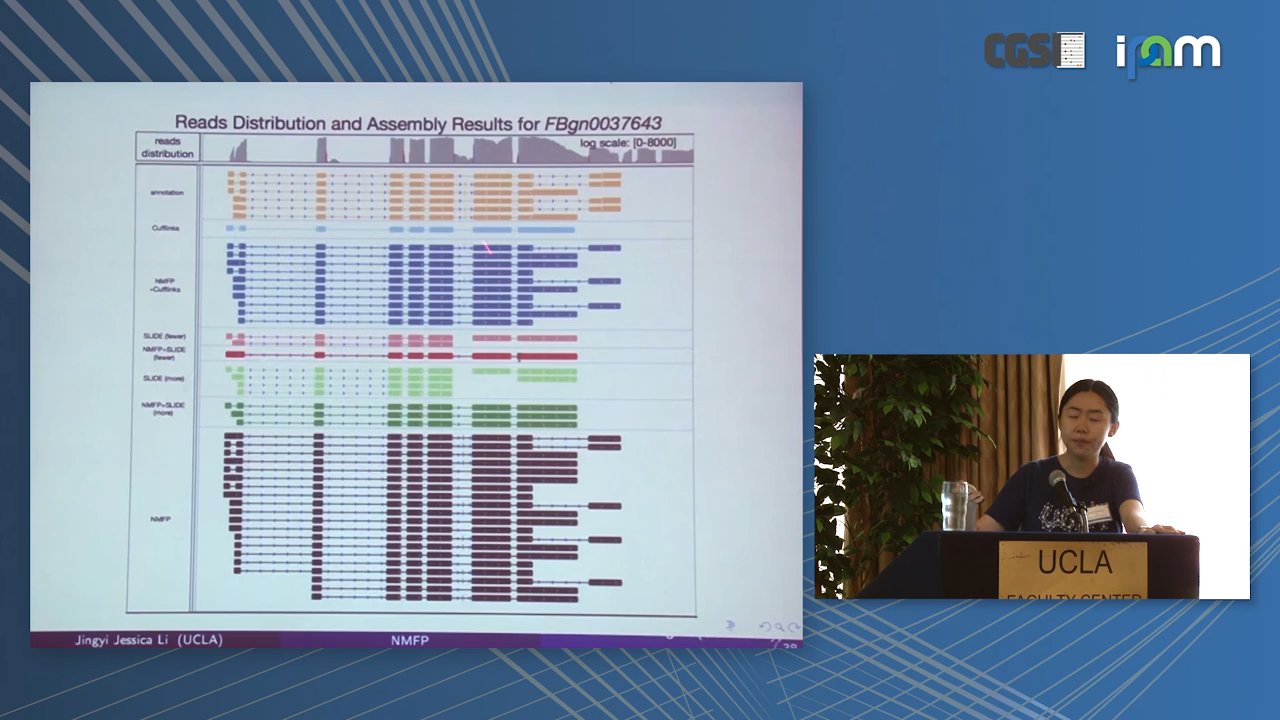 CGSI
ipam
Reads Distribution and Assembly Results for FBgn0037643
reads
distribution
log scale: [0-8000]
annotation
Cufflinks
NMFP
+Cufflinks
SLIDE (fewer)
NMFP+SLIDE
(fewer)
SLIDE (more)
NMFP+SLIDE
(more)
NMFP
Jingyi Jessica Li (UCLA)
NMFP
UCLA
FACULTY CENTER